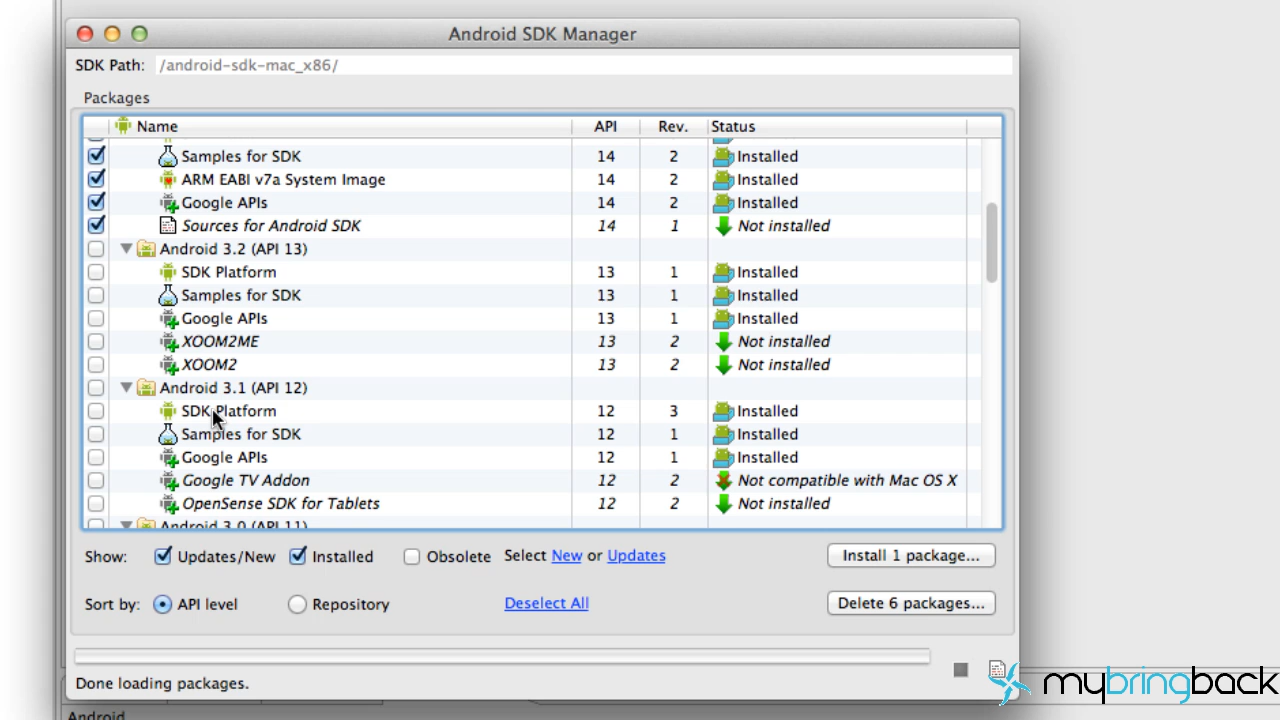 Android SDK Manager
SDK Path: /android-sdk-mac_x86/
Packages
Name API Rev. Status
Samples for SDK 14 2 Installed
ARM EABI v7a System Image 14 2 Installed
Google APIs 14 2 Installed
Sources for Android SDK 14 1 Not installed
Android 3.2 (API 13)
SDK Platform 13 1 Installed
Samples for SDK 13 1 Installed
Google APIs 13 1 Installed
XOOM2ME 13 2 Not installed
XOOM2 13 2 Not installed
Android 3.1 (API 12)
SDK Platform 12 3 Installed
Samples for SDK 12 1 Installed
Google APIs 12 1 Installed
Google TV Addon 12 2 Not compatible with Mac OS X
OpenSense SDK for Tablets 12 2 Not installed
Android 3.0 (API 11)
Show: Updates/New Installed Obsolete Select New or Updates Install 1 package...
Sort by: API level Repository Deselect All Delete 6 packages...
Done loading packages.
mybringback
Android